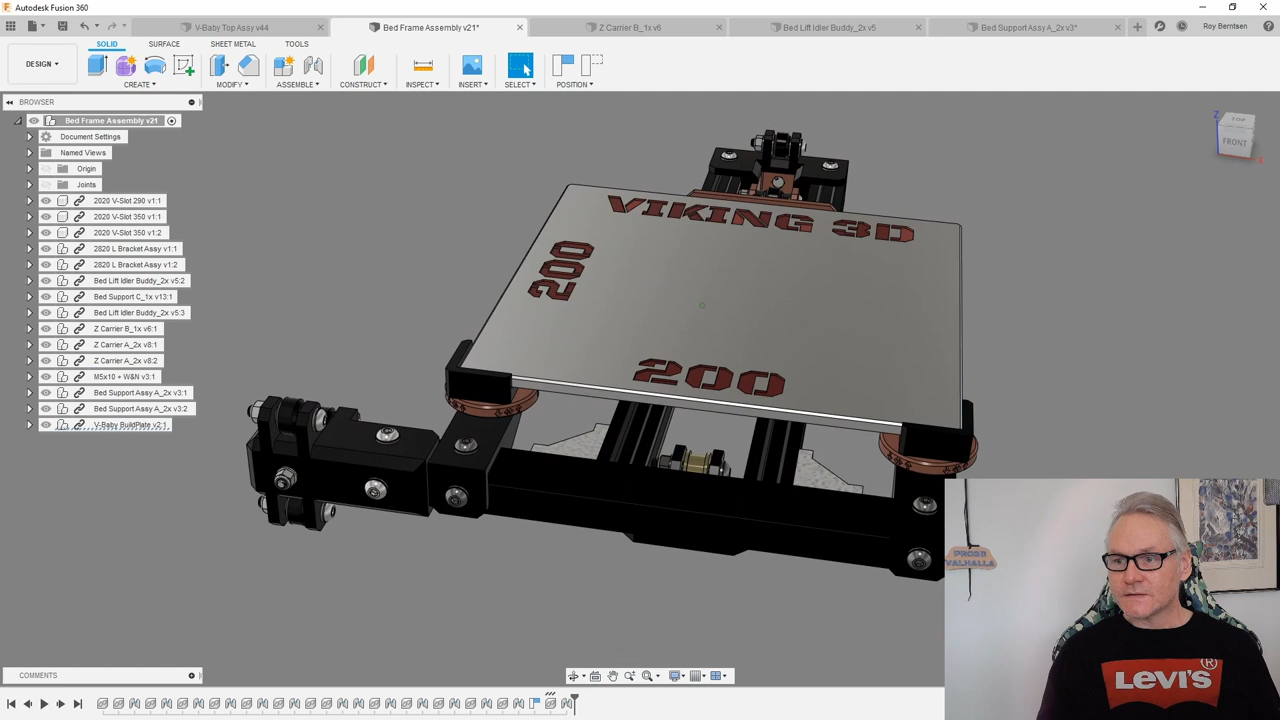 Autodesk Fusion 360
V-Baby Top Assy v44
Bed Frame Assembly v21*
Z Carrier B_1x v6
Bed Lift Idler Buddy_2x v5
Bed Support Assy A_2x v3*
Roy Berntsen
SOLID
SURFACE
SHEET METAL
TOOLS
DESIGN
CREATE
MODIFY
ASSEMBLE
CONSTRUCT
INSPECT
INSERT
SELECT
POSITION
BROWSER
Bed Frame Assembly v21
Document Settings
Named Views
Origin
Joints
2020 V-Slot 290 v1:1
2020 V-Slot 350 v1:1
2020 V-Slot 350 v1:2
2820 L Bracket Assy v1:1
2820 L Bracket Assy v1:2
Bed Lift Idler Buddy_2x v5:2
Bed Support C_1x v13:1
Bed Lift Idler Buddy_2x v5:3
Z Carrier B_1x v6:1
Z Carrier A_2x v8:1
Z Carrier A_2x v8:2
M5x10 + W&N v3:1
Bed Support Assy A_2x v3:1
Bed Support Assy A_2x v3:2
V-Baby BuildPlate v2:1
Z
TOP
FRONT
X
VIKING 3D
200
200
PROBE
VALHALLA
LEVI'S
®
COMMENTS